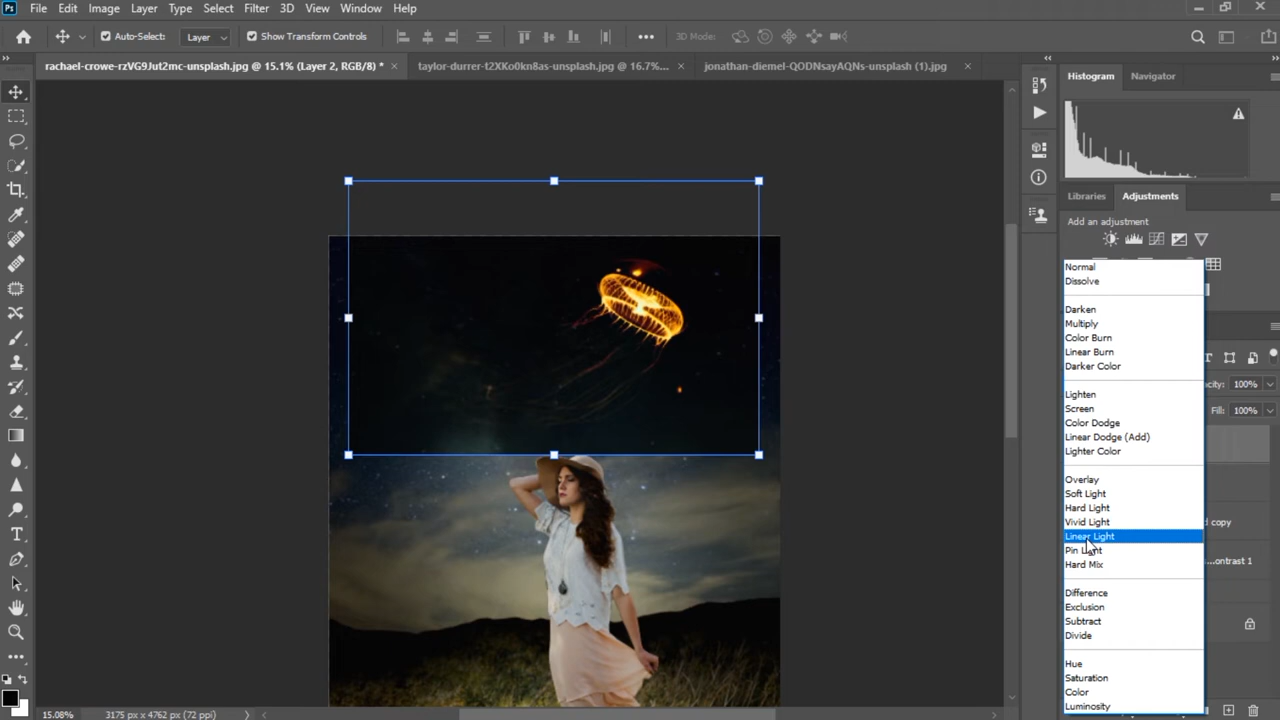 Ps File Edit Image Layer Type Select Filter 3D View Window Help
Auto-Select: Layer Show Transform Controls 3D Mode:
rachael-crowe-rzVG9Jut2mc-unsplash.jpg @ 15.1% (Layer 2, RGB/8) * × taylor-durrer-t2XKo0kn8as-unsplash.jpg @ 16.7%... × jonathan-diemel-QODNsayAQNs-unsplash (1).jpg ×
Histogram Navigator
Libraries Adjustments
Add an adjustment
Normal
Dissolve
Darken
Multiply
Color Burn
Linear Burn
Darker Color
acity: 100%
Lighten
Screen
Fill: 100%
Color Dodge
Linear Dodge (Add)
Lighter Color
Overlay
Soft Light
Hard Light
Vivid Light
d copy
Linear Light
Pin Light
Hard Mix
...ontrast 1
Difference
Exclusion
Subtract
Divide
Hue
Saturation
Color
Luminosity
15.08% 3175 px x 4762 px (72 ppi)